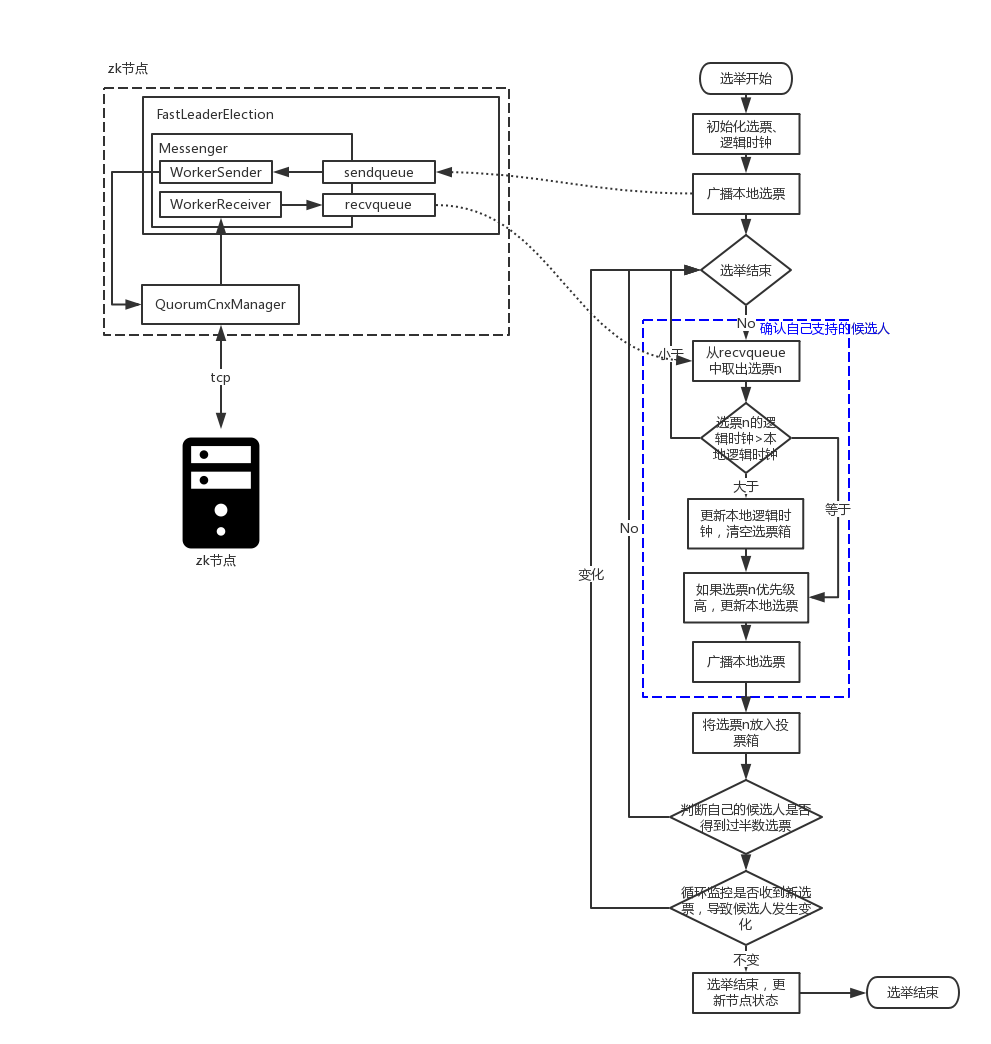 zk节点
FastLeaderElection
Messenger
WorkerSender
sendqueue
WorkerReceiver
recvqueue
QuorumCnxManager
tcp
zk节点
选举开始
初始化选票、
逻辑时钟
广播本地选票
选举结束
No
确认自己支持的候选人
小于
从recvqueue
中取出选票n
选票n的逻
辑时钟>本
地逻辑时钟
大于
等于
更新本地逻辑时
钟，清空选票箱
No
变化
如果选票n优先级
高，更新本地选票
广播本地选票
将选票n放入投
票箱
判断自己的候选人是否
得到过半数选票
循环监控是否收到新选
票，导致候选人发生变
化
不变
选举结束，更
新节点状态
选举结束